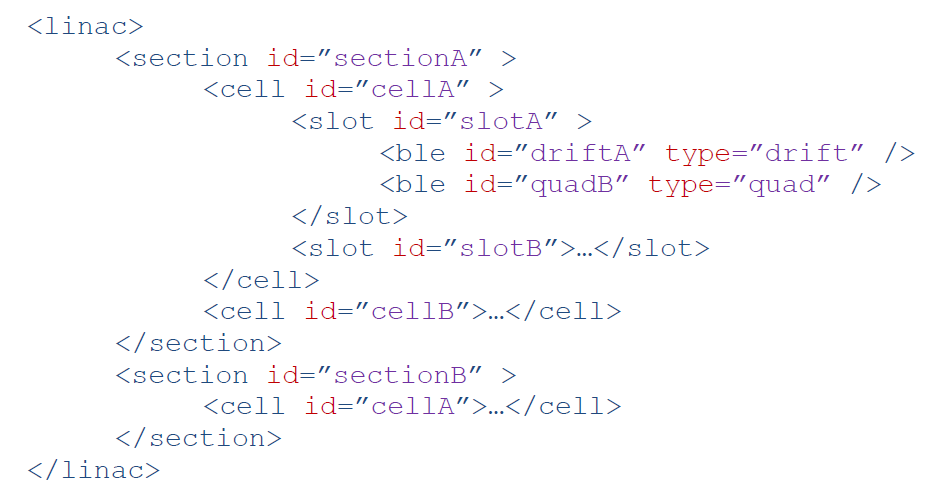 <linac>
<section id=”sectionA” >
<cell id=”cellA” >
<slot id=”slotA” >
<ble id=”driftA” type=”drift” />
<ble id=”quadB” type=”quad” />
</slot>
<slot id=”slotB”>…</slot>
</cell>
<cell id=”cellB”>…</cell>
</section>
<section id=”sectionB” >
<cell id=”cellA”>…</cell>
</section>
</linac>